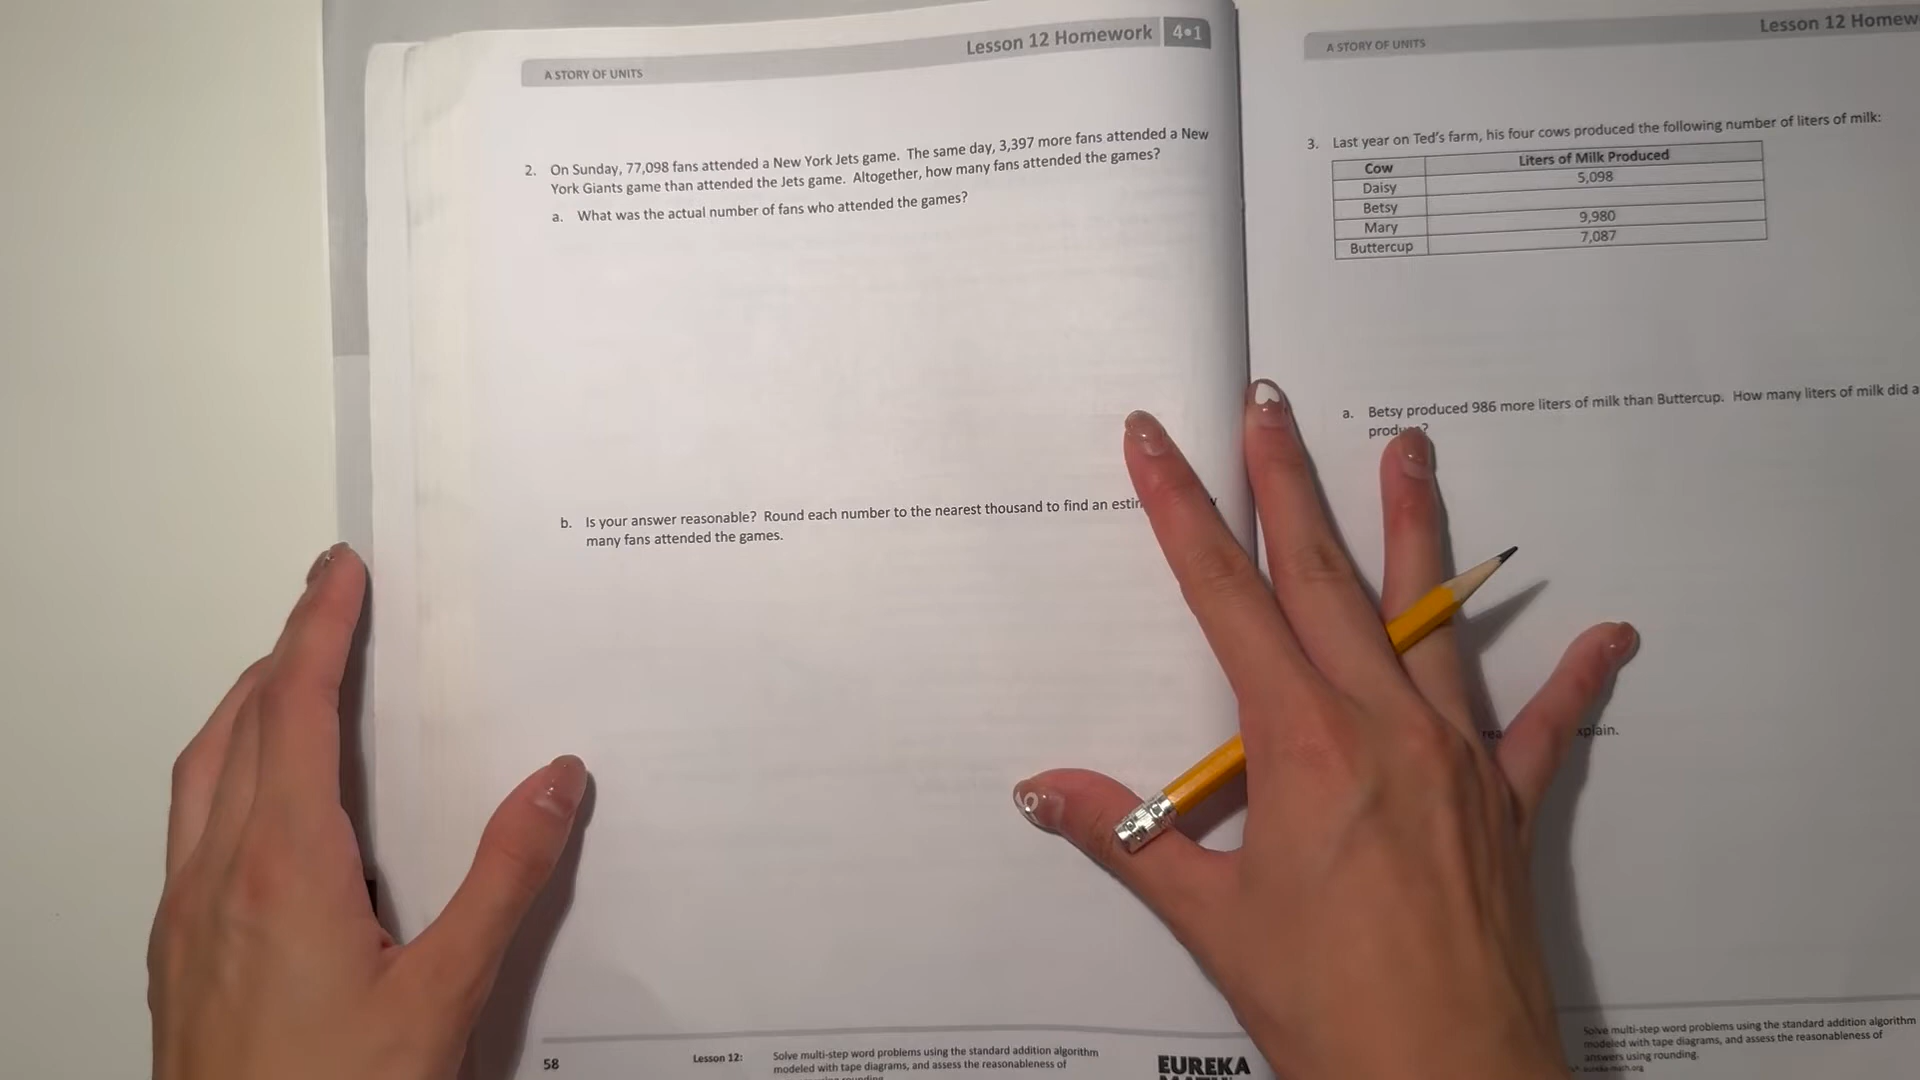 Lesson 12 Homework 4•1
A STORY OF UNITS
2. On Sunday, 77,098 fans attended a New York Jets game. The same day, 3,397 more fans attended a New
York Giants game than attended the Jets game. Altogether, how many fans attended the games?
a. What was the actual number of fans who attended the games?
b. Is your answer reasonable? Round each number to the nearest thousand to find an
many fans attended the games.
58
Lesson 12:
Solve multi-step word problems using the standard addition algorithm
modeled with tape diagrams, and assess the reasonableness of
EUREKA
Lesson 12 Homew
A STORY OF UNITS
3. Last year on Ted's farm, his four cows produced the following number of liters of milk:
Cow Liters of Milk Produced
Daisy 5,098
Betsy
Mary 9,980
Buttercup 7,087
a. Betsy produced 986 more liters of milk than Buttercup. How many liters of milk did a
xplain.
Solve multi-step word problems using the standard addition algorithm
modeled with tape diagrams, and assess the reasonableness of
answers using rounding.